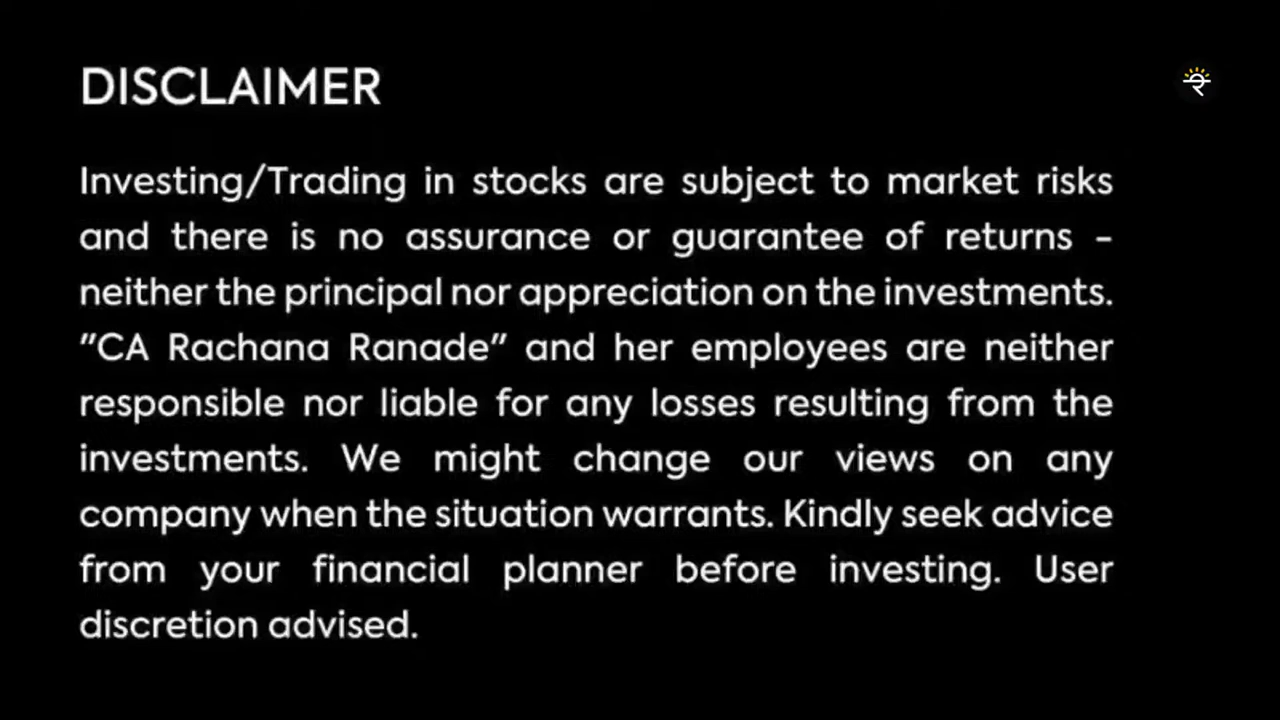 DISCLAIMER
Investing/Trading in stocks are subject to market risks
and there is no assurance or guarantee of returns -
neither the principal nor appreciation on the investments.
"CA Rachana Ranade" and her employees are neither
responsible nor liable for any losses resulting from the
investments. We might change our views on any
company when the situation warrants. Kindly seek advice
from your financial planner before investing. User
discretion advised.